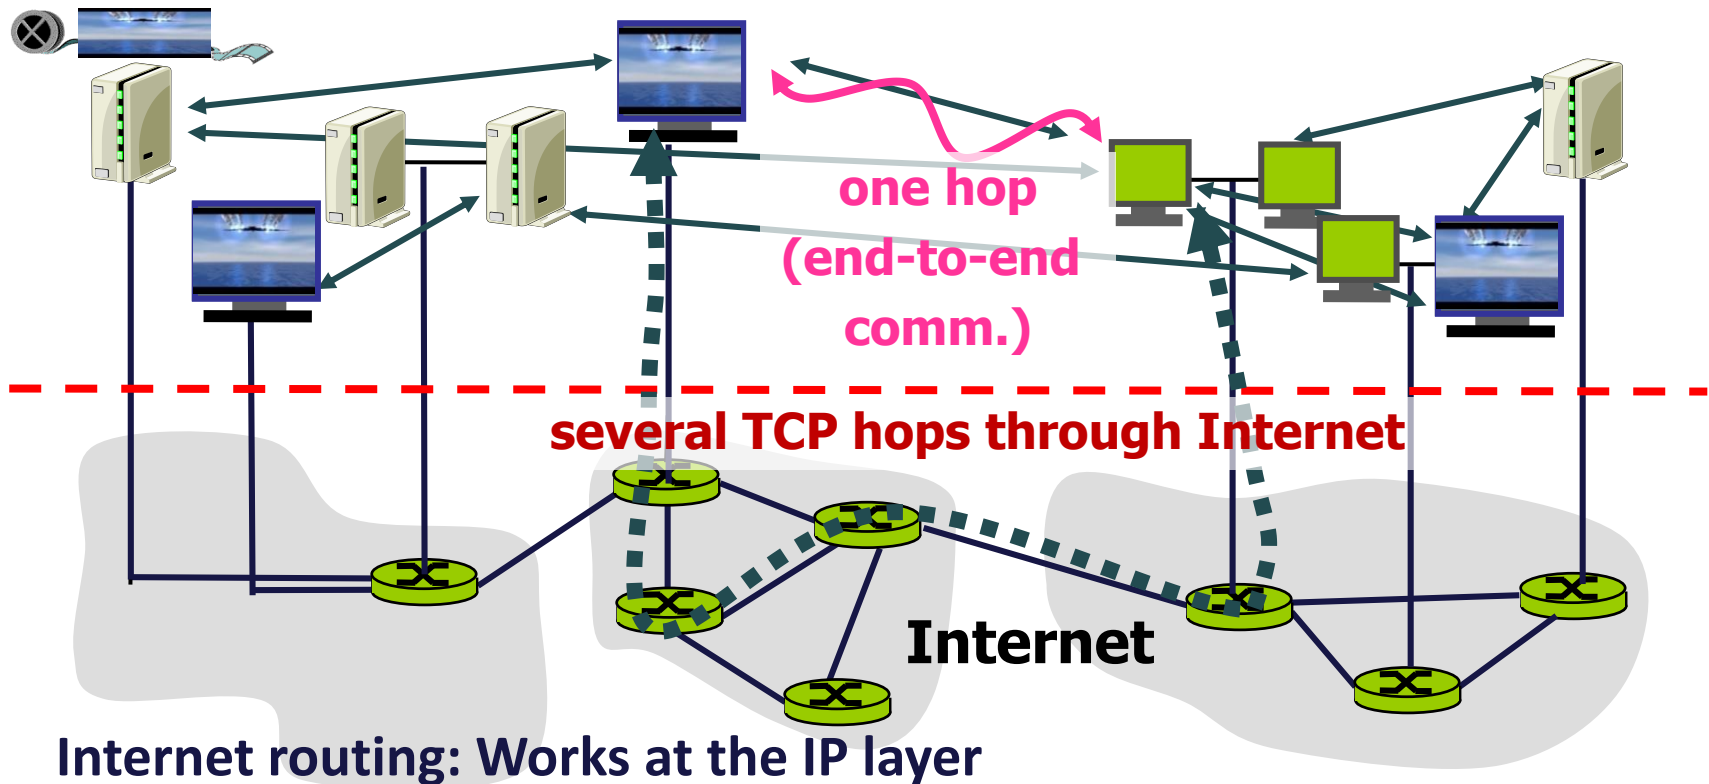 one hop
(end-to-end
comm.)
several TCP hops through Internet
Internet
Internet routing: Works at the IP layer